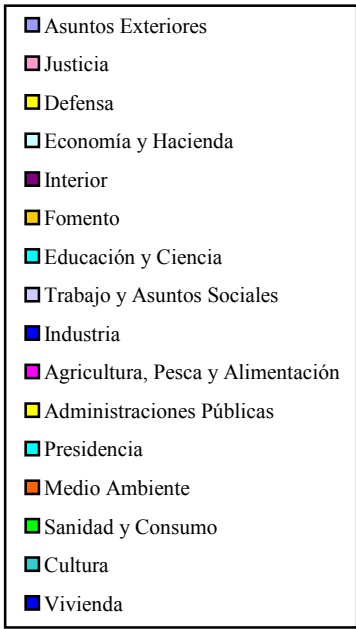 Asuntos Exteriores
Justicia
Defensa
Economía y Hacienda
Interior
Fomento
Educación y Ciencia
Trabajo y Asuntos Sociales
Industria
Agricultura, Pesca y Alimentación
Administraciones Públicas
Presidencia
Medio Ambiente
Sanidad y Consumo
Cultura
Vivienda